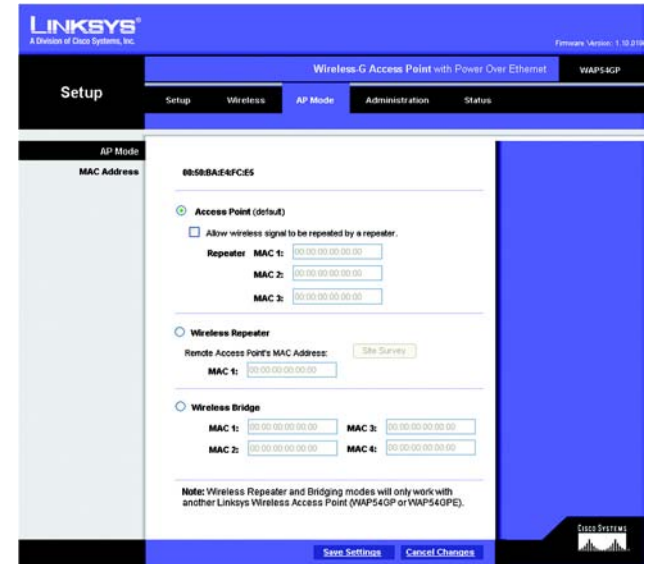 LINKSYS®
A Division of Cisco Systems, Inc.
Firmware Version: 1.10
Wireless-G Access Point with Power Over Ethernet WAP54GP
Setup
Setup Wireless AP Mode Administration Status
AP Mode
MAC Address 00:50:BA:E4:FC:E5
Access Point (default)
Allow wireless signal to be repeated by a repeater.
Repeater MAC 1: 00:00:00:00:00:00
MAC 2: 00:00:00:00:00:00
MAC 3: 00:00:00:00:00:00
Wireless Repeater
Remote Access Point's MAC Address: Site Survey
MAC 1: 00:00:00:00:00:00
Wireless Bridge
MAC 1: 00:00:00:00:00:00 MAC 3: 00:00:00:00:00:00
MAC 2: 00:00:00:00:00:00 MAC 4: 00:00:00:00:00:00
Note: Wireless Repeater and Bridging modes will only work with
another Linksys Wireless Access Point (WAP54GP or WAP54GPE).
Save Settings Cancel Changes
CISCO SYSTEMS